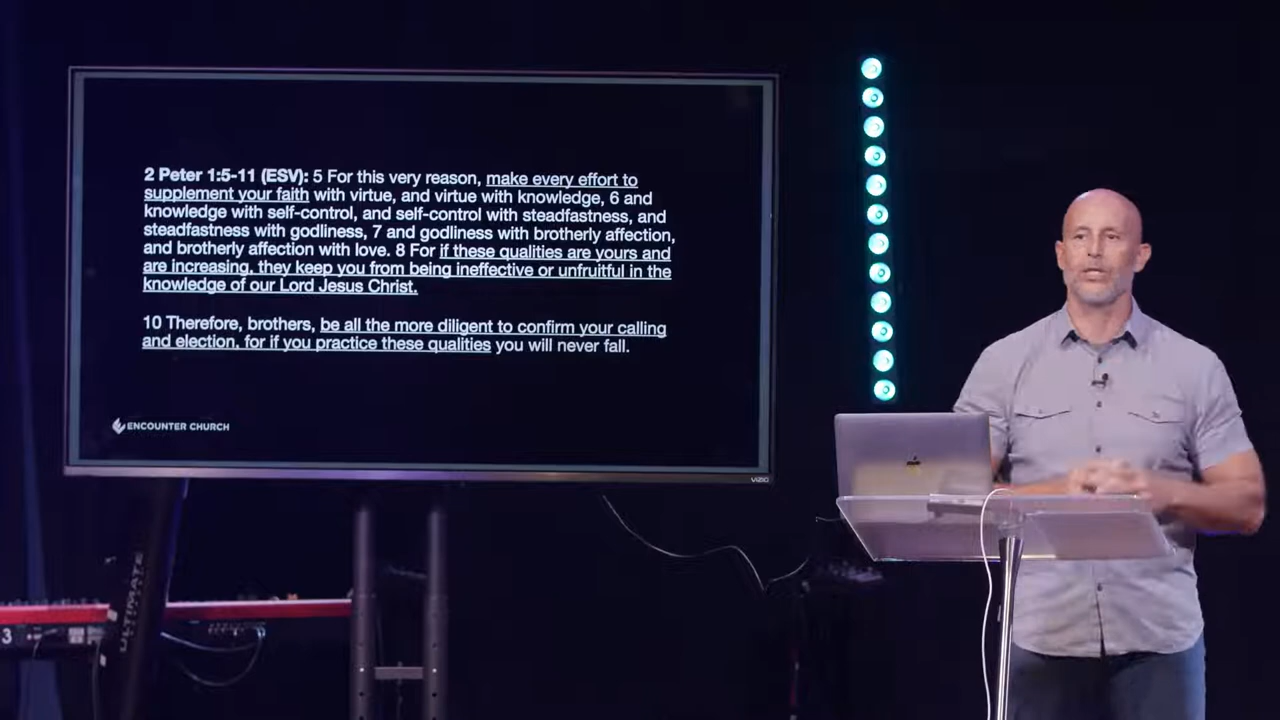 2 Peter 1:5-11 (ESV): 5 For this very reason, make every effort to
supplement your faith with virtue, and virtue with knowledge, 6 and
knowledge with self-control, and self-control with steadfastness, and
steadfastness with godliness, 7 and godliness with brotherly affection,
and brotherly affection with love. 8 For if these qualities are yours and
are increasing, they keep you from being ineffective or unfruitful in the
knowledge of our Lord Jesus Christ.
10 Therefore, brothers, be all the more diligent to confirm your calling
and election, for if you practice these qualities you will never fall.
ENCOUNTER CHURCH
VIZIO
ULTIMATE
3